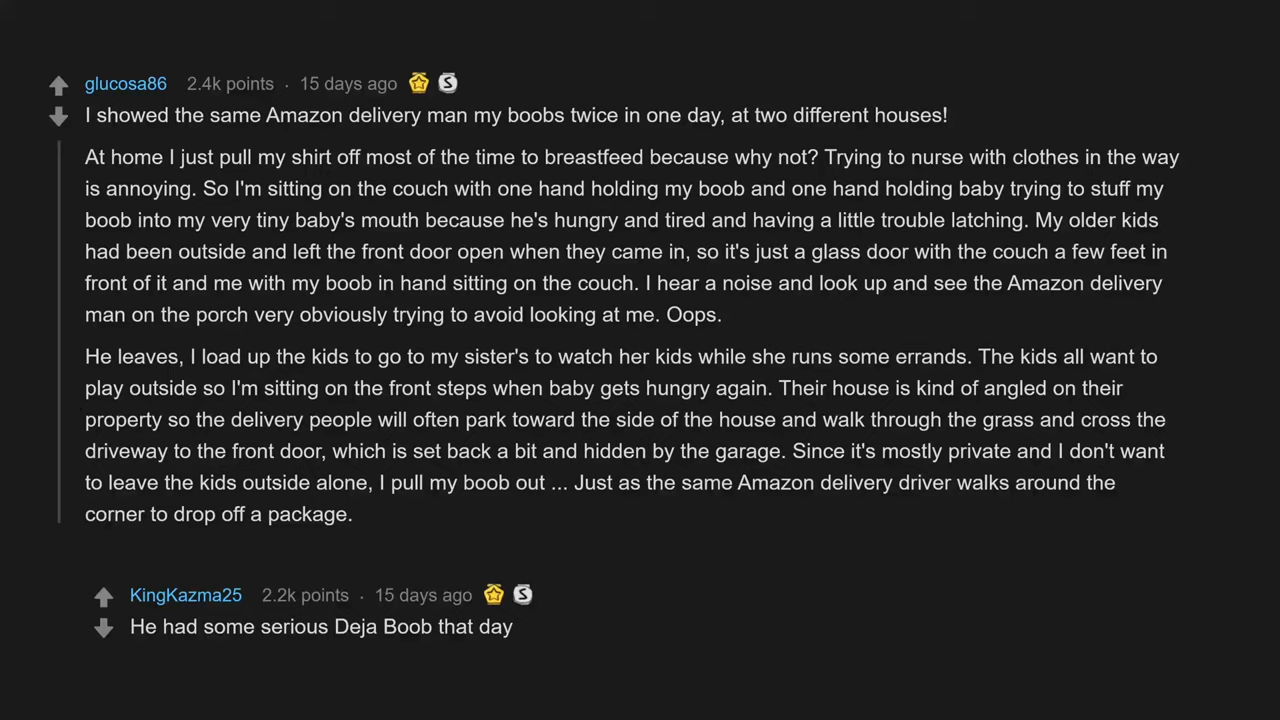 glucosa86 2.4k points · 15 days ago
I showed the same Amazon delivery man my boobs twice in one day, at two different houses!
At home I just pull my shirt off most of the time to breastfeed because why not? Trying to nurse with clothes in the way
is annoying. So I'm sitting on the couch with one hand holding my boob and one hand holding baby trying to stuff my
boob into my very tiny baby's mouth because he's hungry and tired and having a little trouble latching. My older kids
had been outside and left the front door open when they came in, so it's just a glass door with the couch a few feet in
front of it and me with my boob in hand sitting on the couch. I hear a noise and look up and see the Amazon delivery
man on the porch very obviously trying to avoid looking at me. Oops.
He leaves, I load up the kids to go to my sister's to watch her kids while she runs some errands. The kids all want to
play outside so I'm sitting on the front steps when baby gets hungry again. Their house is kind of angled on their
property so the delivery people will often park toward the side of the house and walk through the grass and cross the
driveway to the front door, which is set back a bit and hidden by the garage. Since it's mostly private and I don't want
to leave the kids outside alone, I pull my boob out ... Just as the same Amazon delivery driver walks around the
corner to drop off a package.
KingKazma25 2.2k points · 15 days ago
He had some serious Deja Boob that day